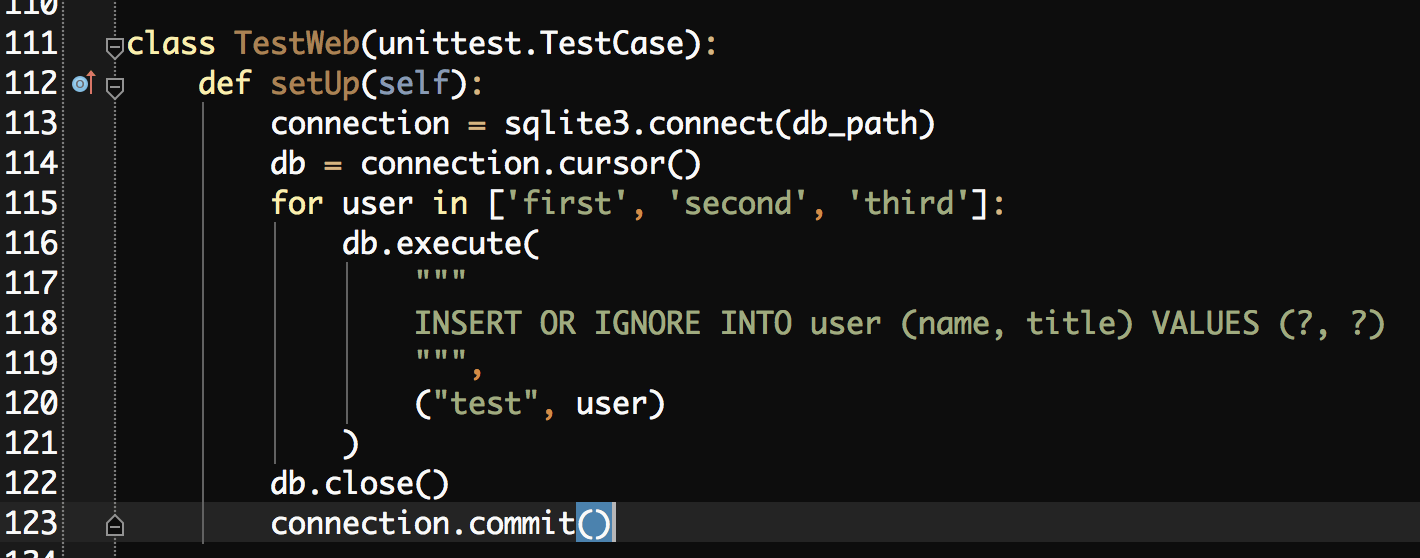 110
111 class TestWeb(unittest.TestCase):
112     def setUp(self):
113         connection = sqlite3.connect(db_path)
114         db = connection.cursor()
115         for user in ['first', 'second', 'third']:
116             db.execute(
117                 """
118                 INSERT OR IGNORE INTO user (name, title) VALUES (?, ?)
119                 """,
120                 ("test", user)
121             )
122         db.close()
123         connection.commit()
124